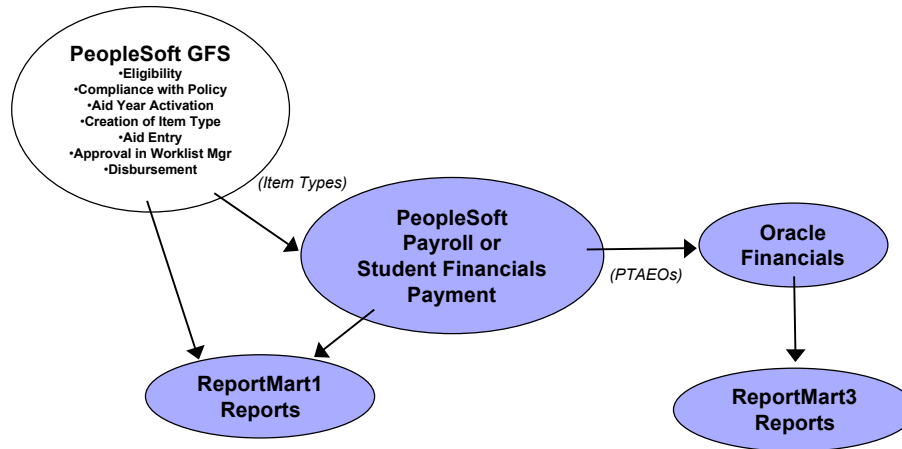 PeopleSoft GFS
•Eligibility
•Compliance with Policy
•Aid Year Activation
•Creation of Item Type
•Aid Entry
•Approval in Worklist Mgr
•Disbursement
(Item Types)
PeopleSoft
Payroll or
Student Financials
Payment
(PTAEOs)
Oracle
Financials
ReportMart1
Reports
ReportMart3
Reports